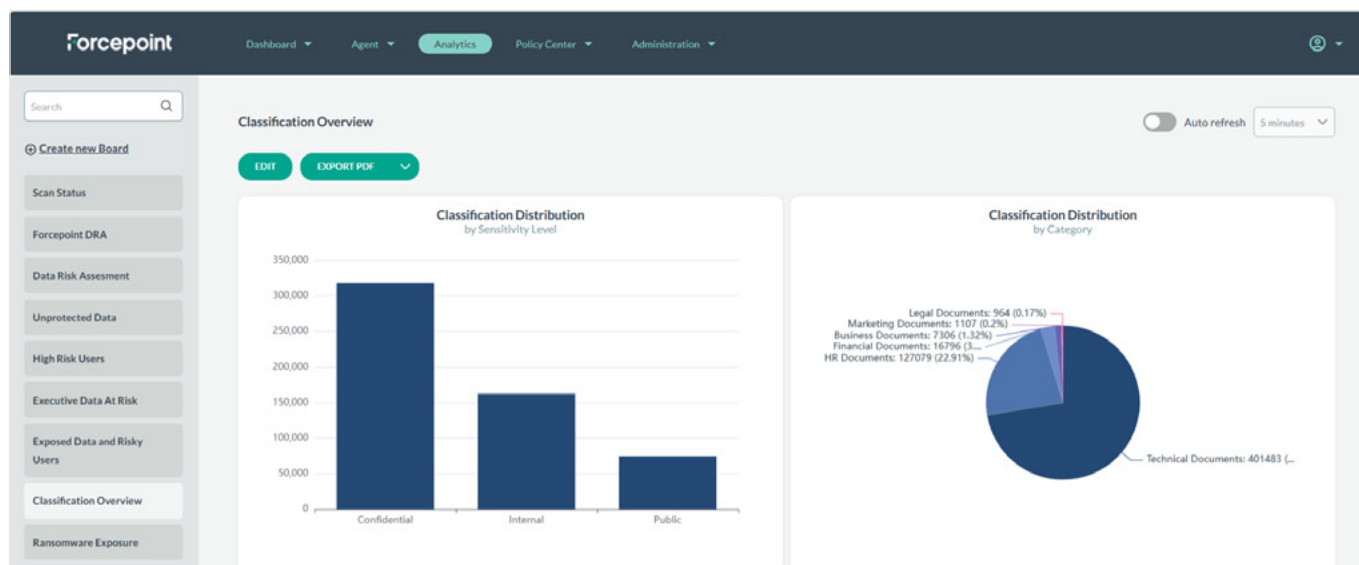 Forcepoint
Dashboard
Agent
Analytics
Policy Center
Administration
Search
Create new Board
Scan Status
Forcepoint DRA
Data Risk Assesment
Unprotected Data
High Risk Users
Executive Data At Risk
Exposed Data and Risky
Users
Classification Overview
Ransomware Exposure
Classification Overview
Auto refresh
5 minutes
EDIT
EXPORT PDF
Classification Distribution
by Sensitivity Level
350,000
300,000
250,000
200,000
150,000
100,000
50,000
0
Confidential
Internal
Public
Classification Distribution
by Category
Legal Documents: 964 (0.17%)
Marketing Documents: 1107 (0.2%)
Business Documents: 7306 (1.32%)
Financial Documents: 16796 (3....
HR Documents: 127079 (22.91%)
Technical Documents: 401483 (...